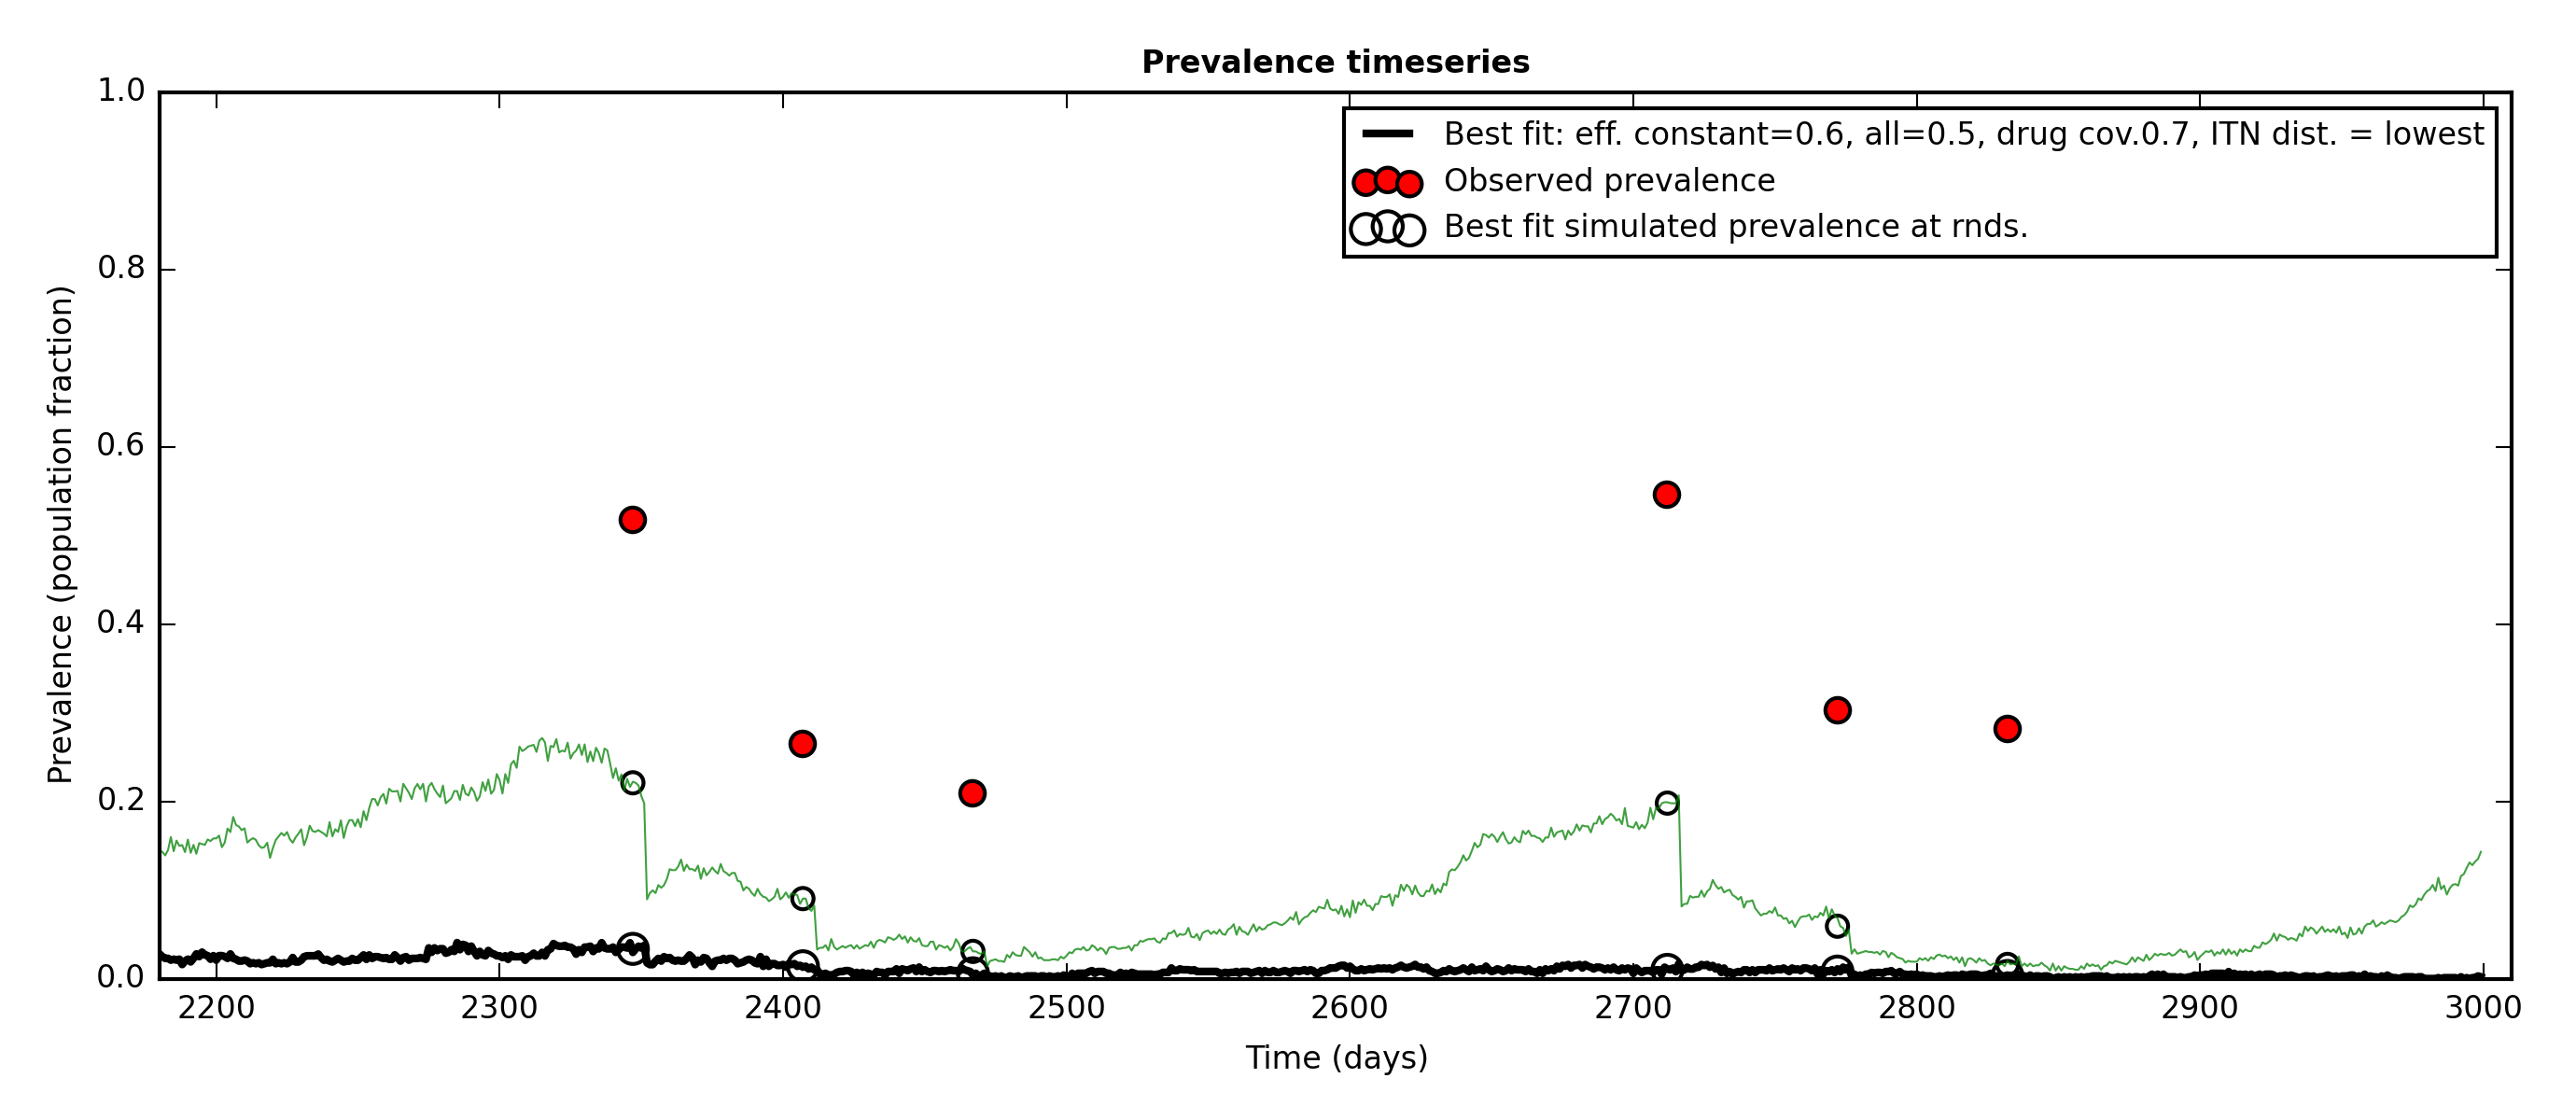 Prevalence timeseries
1.0
0.8
0.6
0.4
0.2
0.0
Prevalence (population fraction)
Best fit: eff. constant=0.6, all=0.5, drug cov.0.7, ITN dist. = lowest
Observed prevalence
Best fit simulated prevalence at rnds.
2200 2300 2400 2500 2600 2700 2800 2900 3000
Time (days)